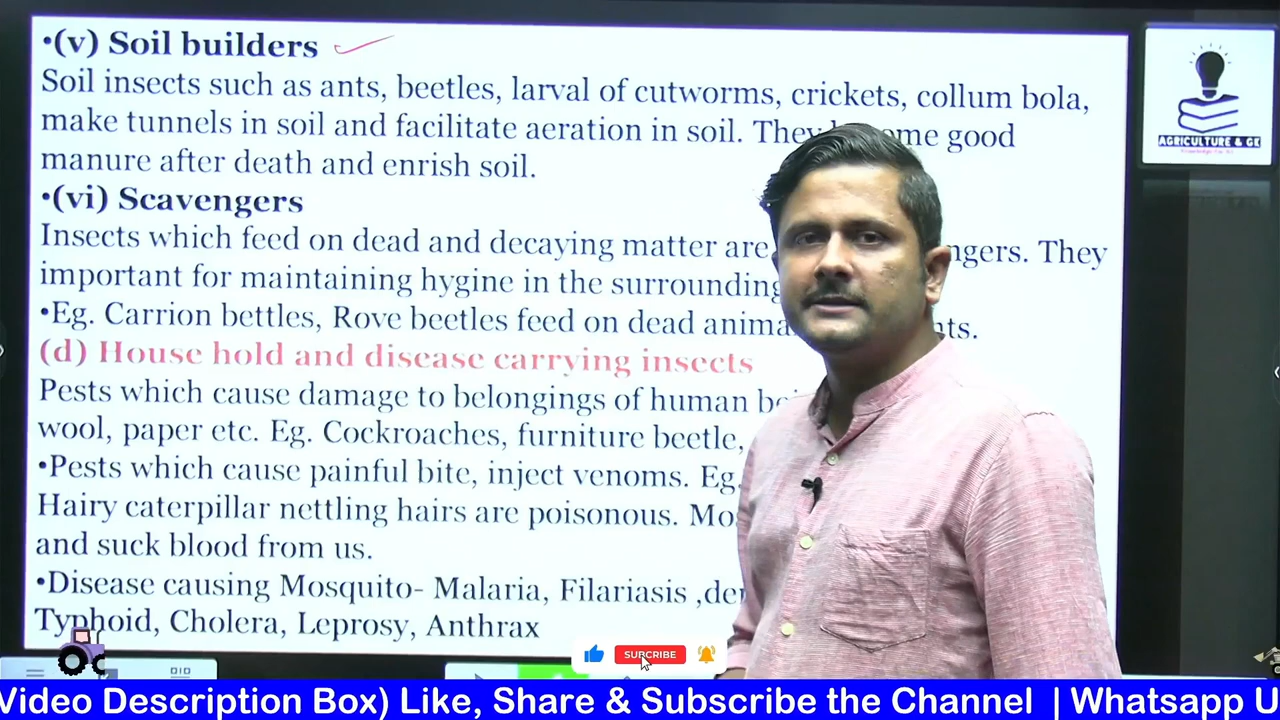 •(v) Soil builders
Soil insects such as ants, beetles, larval of cutworms, crickets, collum bola,
make tunnels in soil and facilitate aeration in soil. They good
manure after death and enrish soil.
•(vi) Scavengers
Insects which feed on dead and decaying matter are They
important for maintaining hygine in the surrounding
•Eg. Carrion bettles, Rove beetles feed on dead
(d) House hold and disease carrying insects
Pests which cause damage to belongings of human
wool, paper etc. Eg. Cockroaches, furniture beetle,
•Pests which cause painful bite, inject venoms. Eg.
Hairy caterpillar nettling hairs are poisonous.
and suck blood from us.
•Disease causing Mosquito- Malaria, Filariasis ,
Typhoid, Cholera, Leprosy, Anthrax
AGRICULTURE & GK
SUBSCRIBE
Video Description Box) Like, Share & Subscribe the Channel | Whatsapp